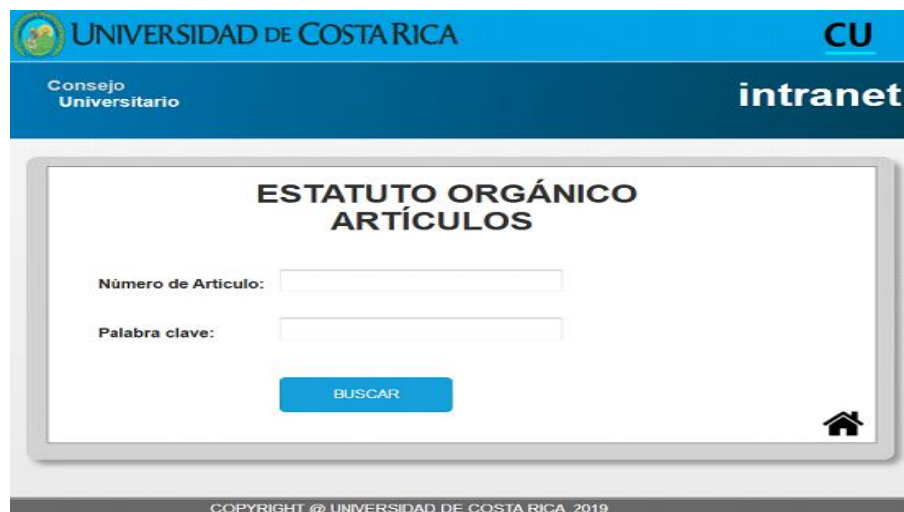 UNIVERSIDAD DE COSTA RICA
CU
Consejo
Universitario
intranet
ESTATUTO ORGÁNICO
ARTÍCULOS
Número de Artículo:
Palabra clave:
BUSCAR
COPYRIGHT @ UNIVERSIDAD DE COSTA RICA 2019